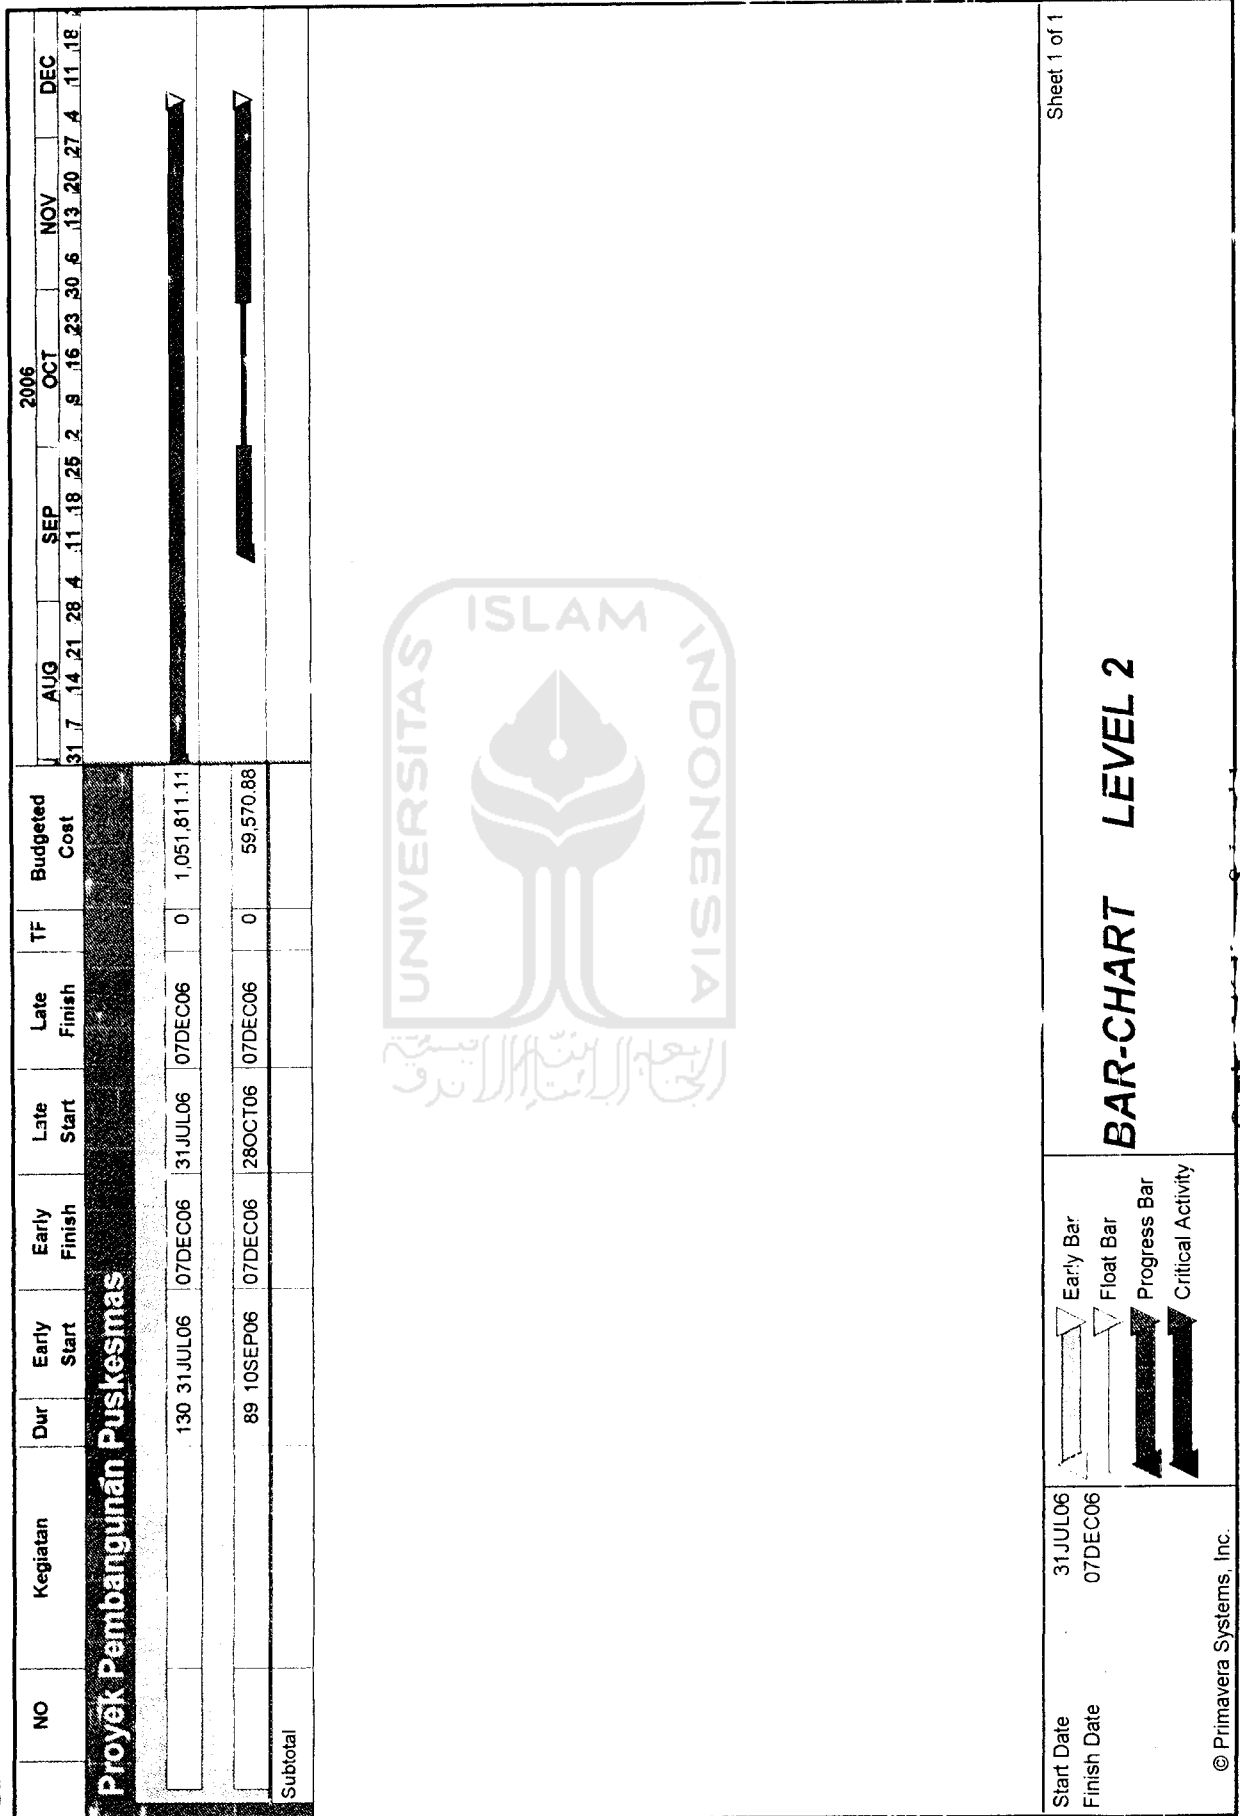 2006
AUG SEP OCT NOV DEC
NO Kegiatan Dur Early Start Early Finish Late Start Late Finish TF Budgeted Cost 31 7 14 21 28 4 11 18 25 2 9 16 23 30 6 13 20 27 4 11 18
Proyek Pembangunan Puskesmas
130 31JUL06 07DEC06 31JUL06 07DEC06 0 1,051,811.11
89 10SEP06 07DEC06 28OCT06 07DEC06 0 59,570.88
Subtotal
UNIVERSITAS ISLAM INDONESIA
Start Date 31JUL06
Finish Date 07DEC06
Early Bar
Float Bar
Progress Bar
Critical Activity
BAR-CHART LEVEL 2
Sheet 1 of 1
© Primavera Systems, Inc.